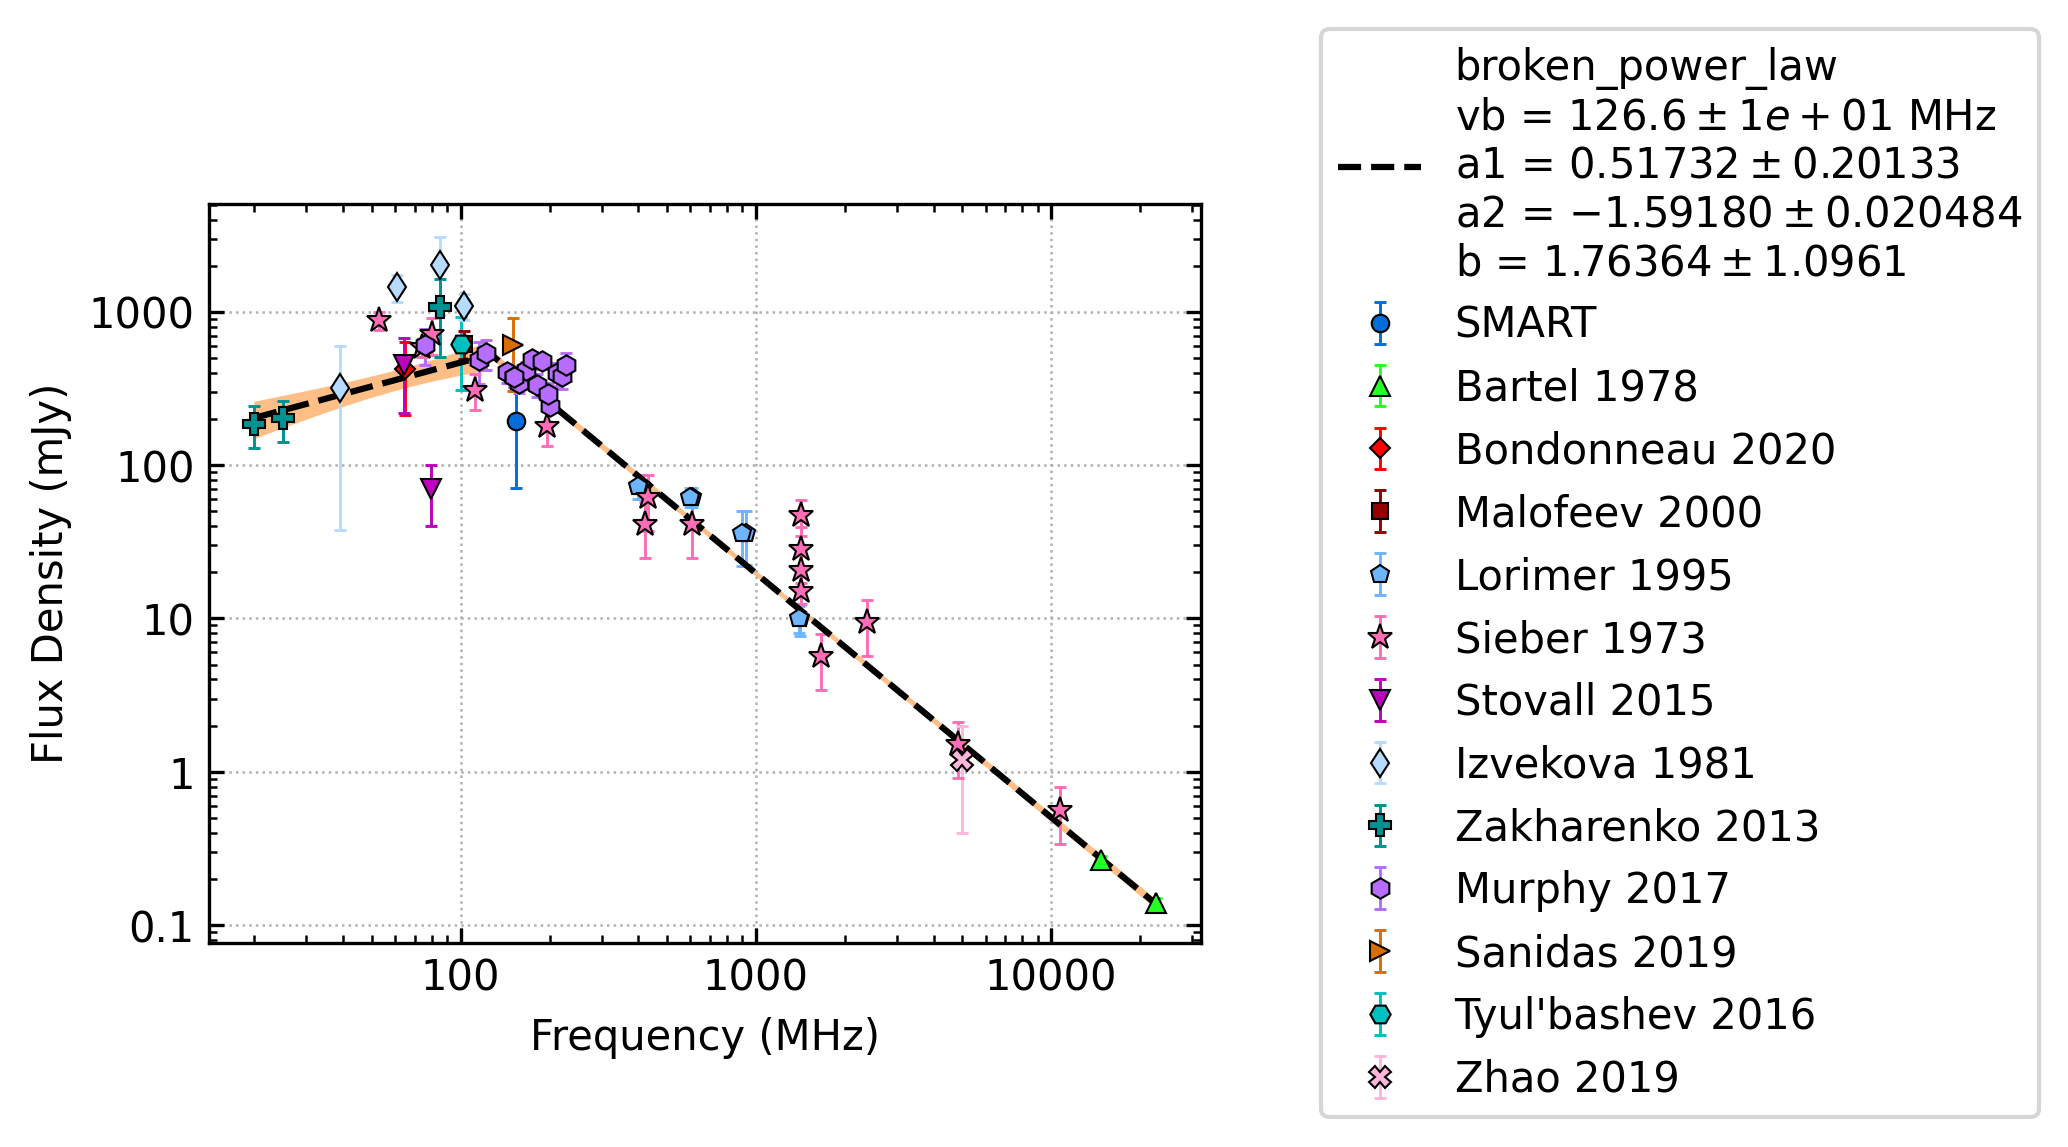 Flux Density (mJy)
1000
100
10
1
0.1
100
1000
10000
Frequency (MHz)
broken_power_law
vb = 126.6 ± 1e + 01 MHz
a1 = 0.51732 ± 0.20133
a2 = −1.59180 ± 0.020484
b = 1.76364 ± 1.0961
SMART
Bartel 1978
Bondonneau 2020
Malofeev 2000
Lorimer 1995
Sieber 1973
Stovall 2015
Izvekova 1981
Zakharenko 2013
Murphy 2017
Sanidas 2019
Tyul'bashev 2016
Zhao 2019